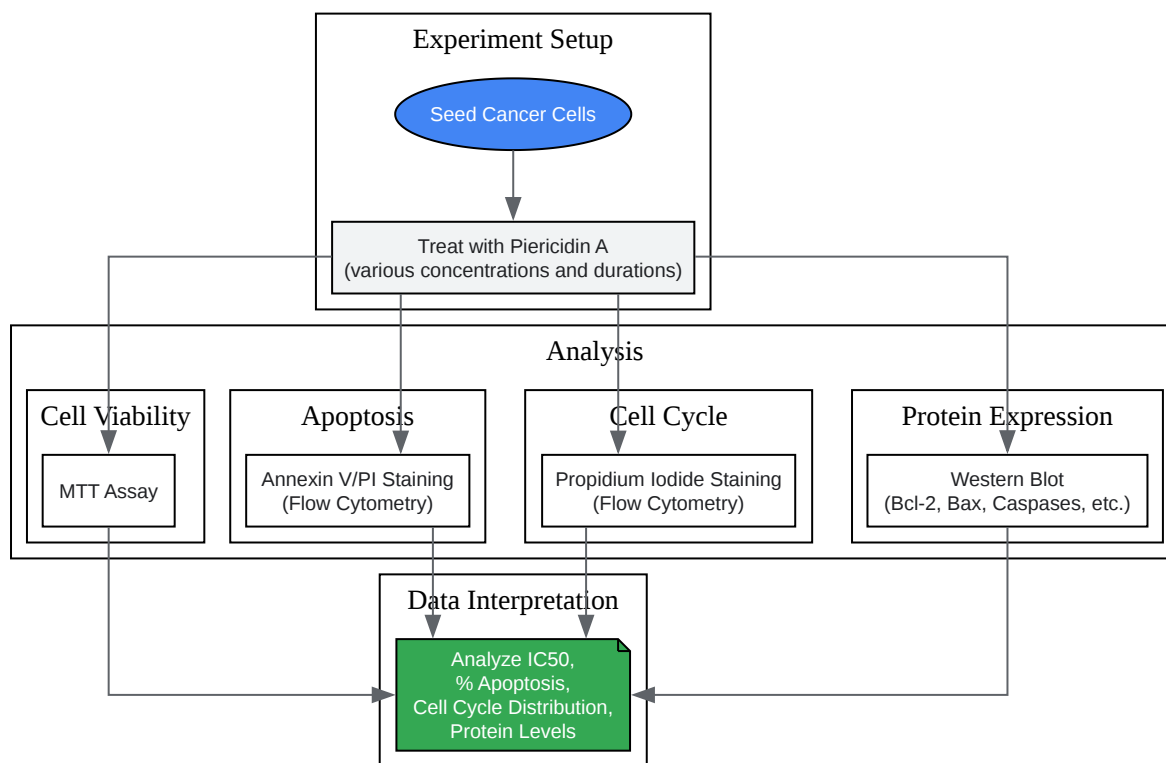 Experiment Setup
Seed Cancer Cells
Treat with Piericidin A
(various concentrations and durations)
Analysis
Cell Viability
MTT Assay
Apoptosis
Annexin V/PI Staining
(Flow Cytometry)
Cell Cycle
Propidium Iodide Staining
(Flow Cytometry)
Protein Expression
Western Blot
(Bcl-2, Bax, Caspases, etc.)
Data Interpretation
Analyze IC50,
% Apoptosis,
Cell Cycle Distribution,
Protein Levels